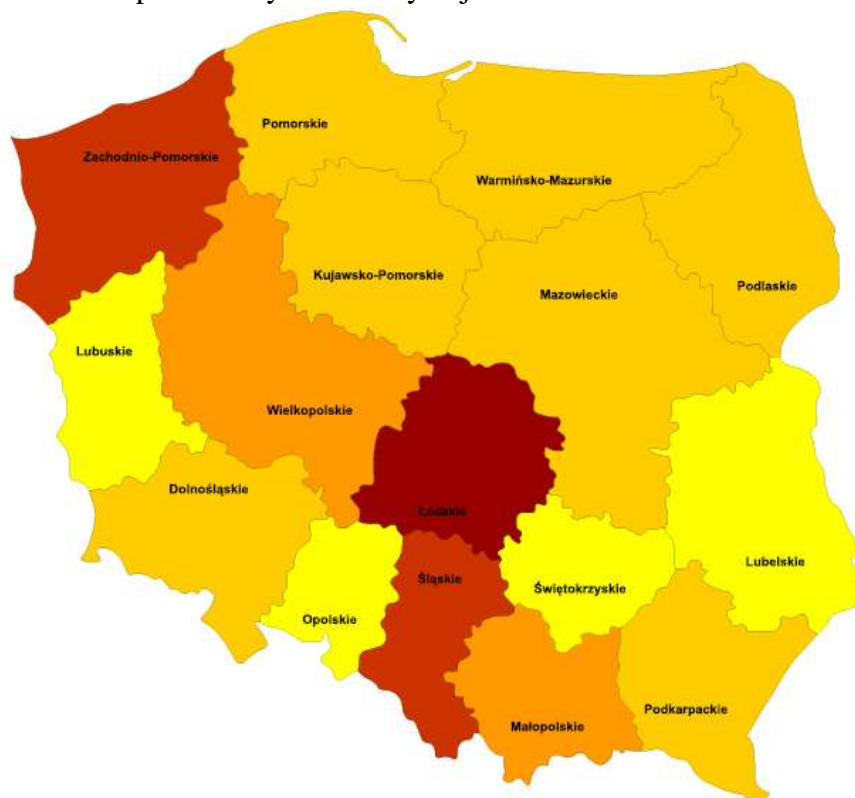 Pomorskie
Zachodnio-Pomorskie
Warmińsko-Mazurskie
Kujawsko-Pomorskie
Mazowieckie
Podlaskie
Lubuskie
Wielkopolskie
Dolnośląskie
Łódzkie
Lubelskie
Śląskie
Świętokrzyskie
Opolskie
Podkarpackie
Małopolskie